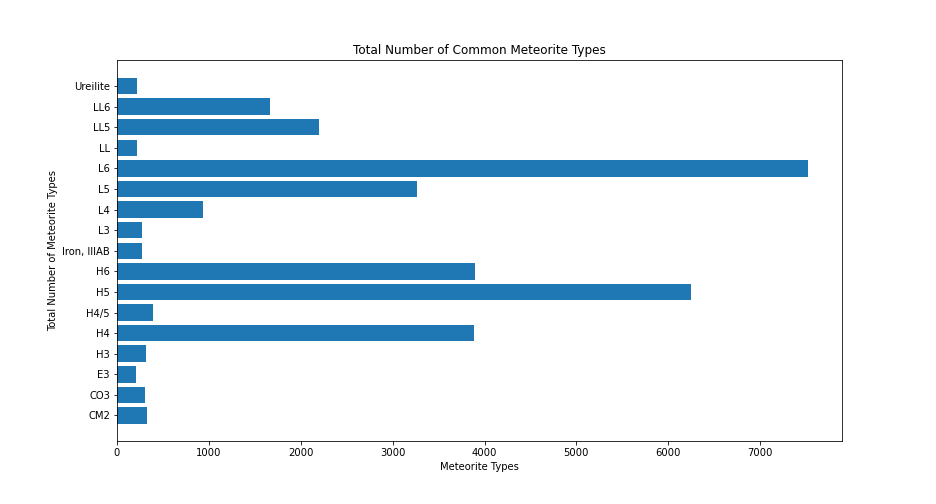 Total Number of Common Meteorite Types
Total Number of Meteorite Types
Ureilite
LL6
LL5
LL
L6
L5
L4
L3
Iron, IIIAB
H6
H5
H4/5
H4
H3
E3
CO3
CM2
0 1000 2000 3000 4000 5000 6000 7000
Meteorite Types